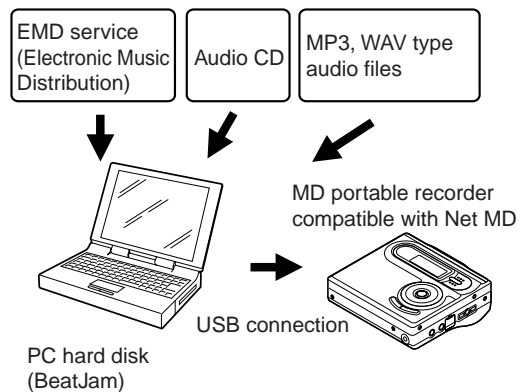 EMD service
(Electronic Music
Distribution)
Audio CD
MP3, WAV type
audio files
MD portable recorder
compatible with Net MD
USB connection
PC hard disk
(BeatJam)